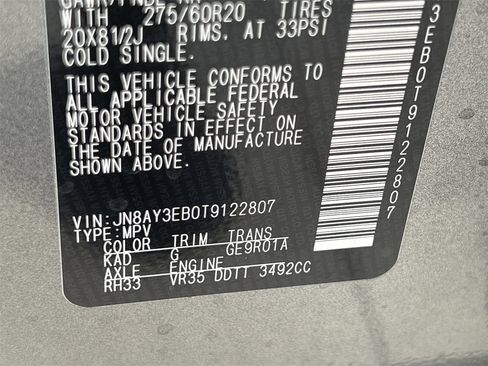 WITH 275/60R20 TIRES
20X81/2J RIMS, AT 33PSI
COLD SINGLE.
THIS VEHICLE CONFORMS TO
ALL APPLICABLE FEDERAL
MOTOR VEHICLE SAFETY
STANDARDS IN EFFECT ON
THE DATE OF MANUFACTURE
SHOWN ABOVE.
VIN:JN8AY3EB0T9122807
TYPE:MPV
COLOR TRIM TRANS
KAD G GE9R01A
AXLE ENGINE
RH33 VR35 DDTT 3492CC
3EB0T9122807